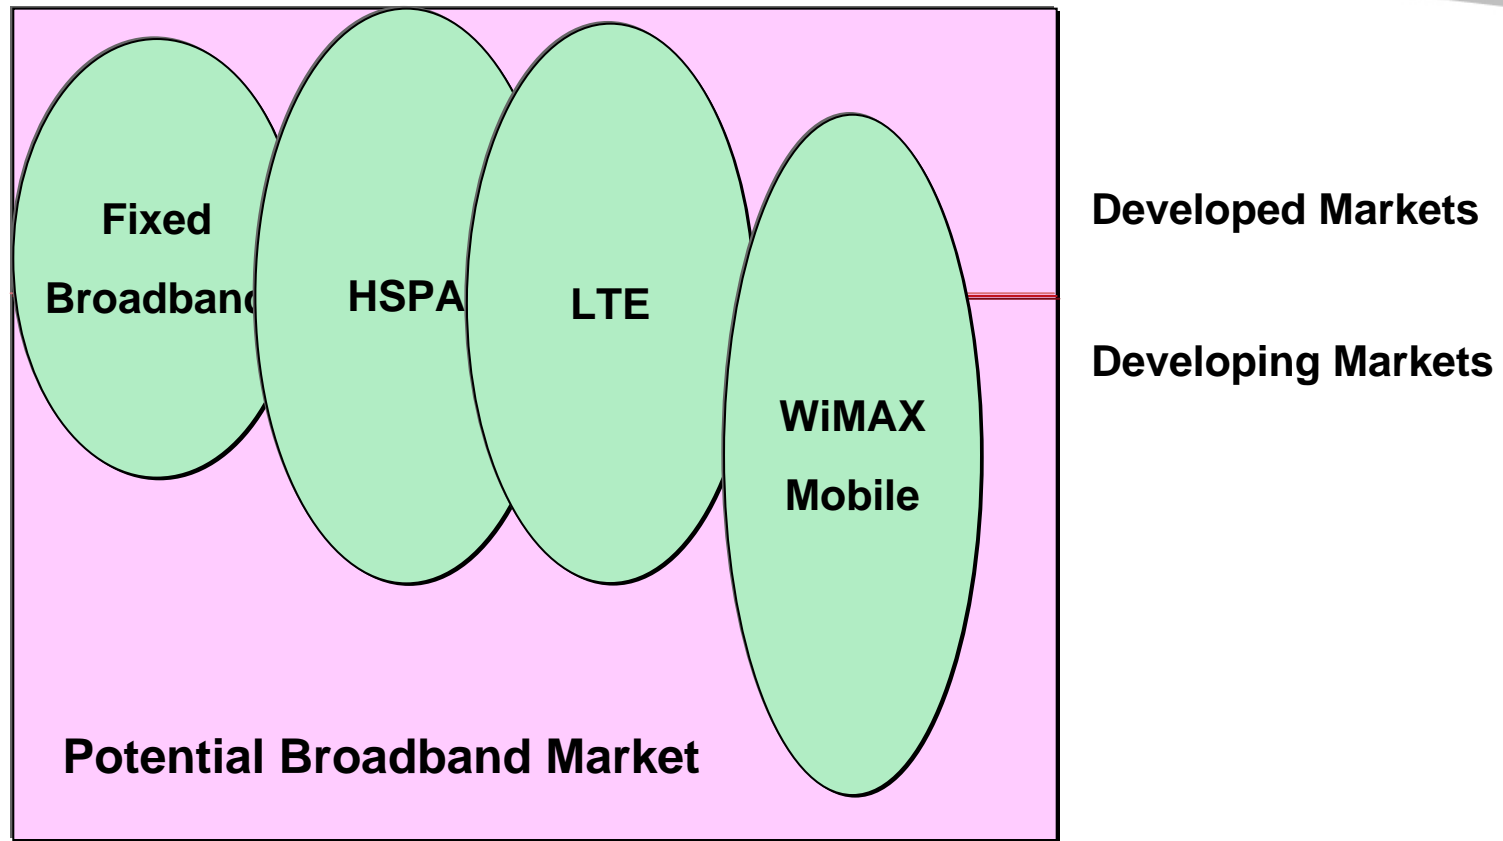 Fixed
Broadband
HSPA
LTE
WiMAX
Mobile
Developed Markets
Developing Markets
Potential Broadband Market